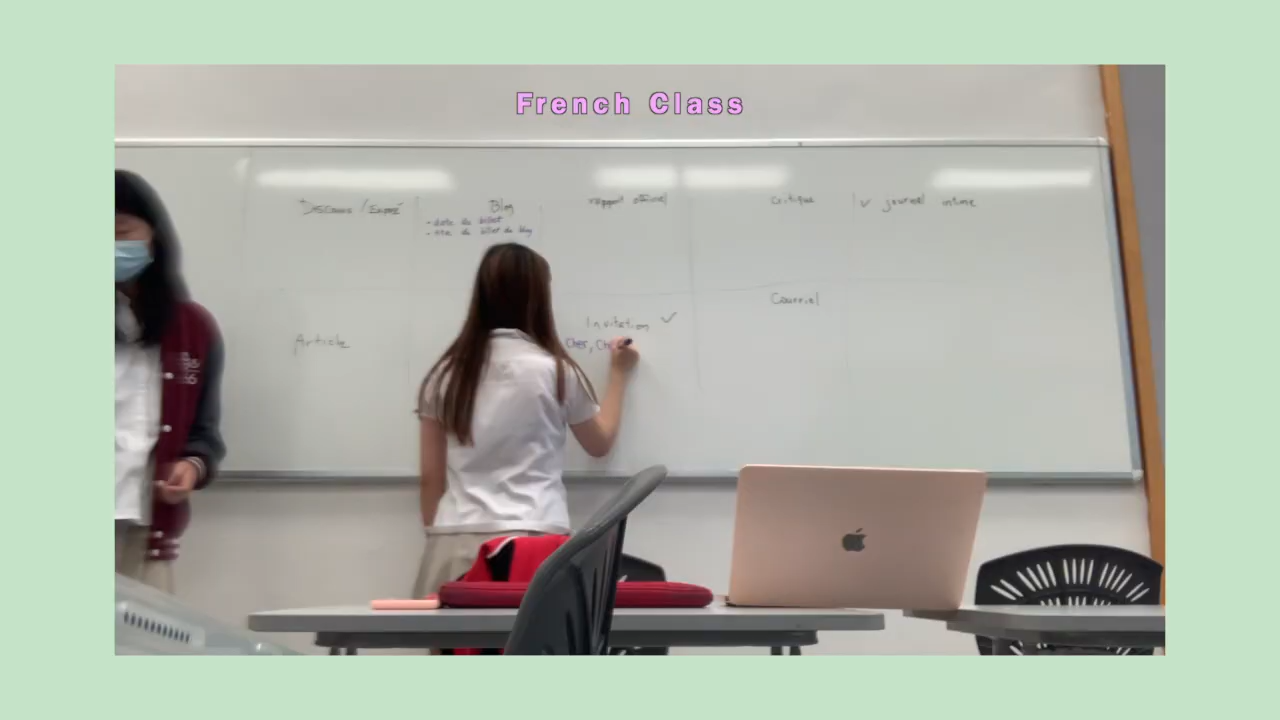 French Class
Discours / Exposé
Blog
- date du billet
- titre du billet du blog
rapport officiel
Critique
✓ journal intime
Article
Invitation ✓
Cher, Ch
Courriel